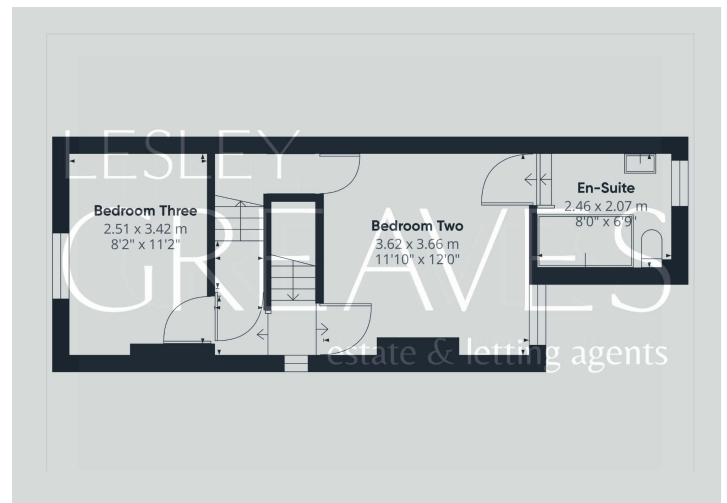 LESLEY
GREAVES
estate & letting agents
Bedroom Three
2.51 x 3.42 m
8'2" x 11'2"
Bedroom Two
3.62 x 3.66 m
11'10" x 12'0"
En-Suite
2.46 x 2.07 m
8'0" x 6'9"